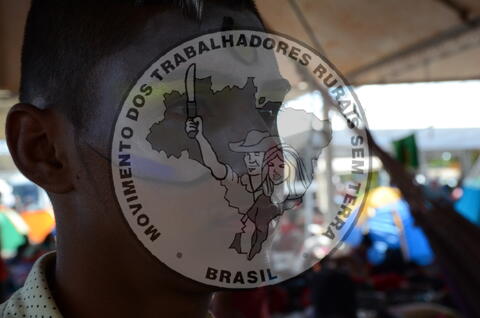 MOVIMENTO DOS TRABALHADORES RURAIS SEM TERRA
BRASIL